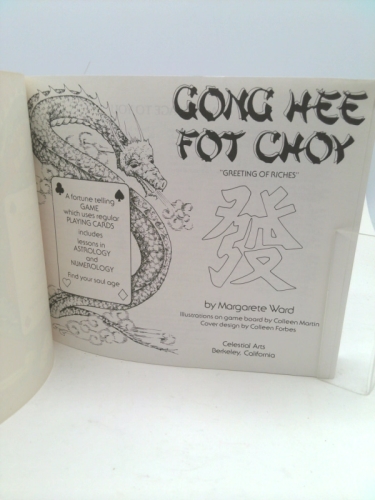 GONG HEE
FOT CHOY
"GREETING OF RICHES"
發
A fortune telling
GAME
which uses regular
PLAYING CARDS
includes
lessons in
ASTROLOGY
and
NUMEROLOGY
Find your soul age
by Margarete Ward
Illustrations on game board by Colleen Martin
Cover design by Colleen Forbes
Celestial Arts
Berkeley, California